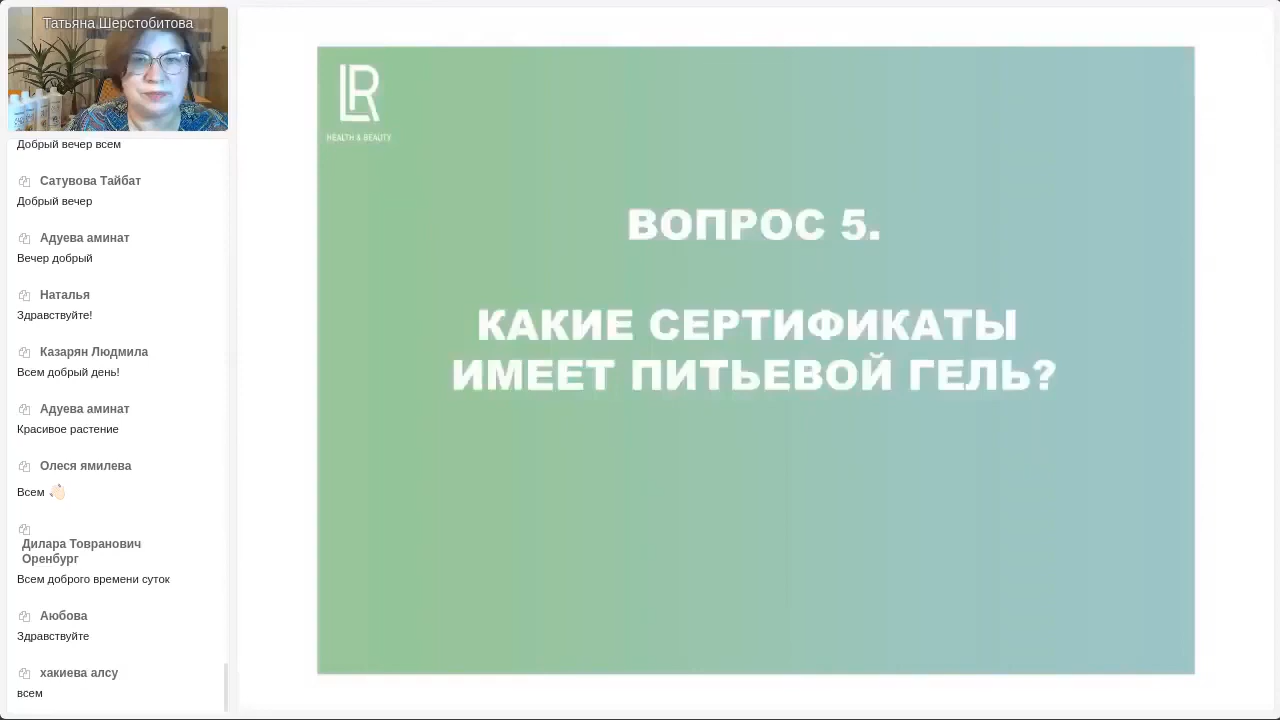 Татьяна Шерстобитова
Добрый вечер всем
Сатувова Тайбат
Добрый вечер
Адуева аминат
Вечер добрый
Наталья
Здравствуйте!
Казарян Людмила
Всем добрый день!
Адуева аминат
Красивое растение
Олеся ямилева
Всем 👋🏻
Дилара Товранович
Оренбург
Всем доброго времени суток
Аюбова
Здравствуйте
хакиева алсу
всем
LR
HEALTH & BEAUTY
ВОПРОС 5.
КАКИЕ СЕРТИФИКАТЫ
ИМЕЕТ ПИТЬЕВОЙ ГЕЛЬ?